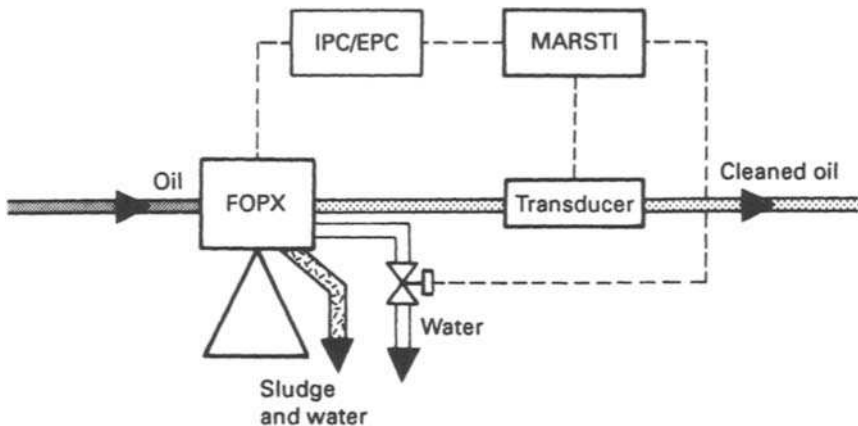 IPC/EPC
MARSTI
Oil
FOPX
Transducer
Cleaned oil
Water
Sludge
and water